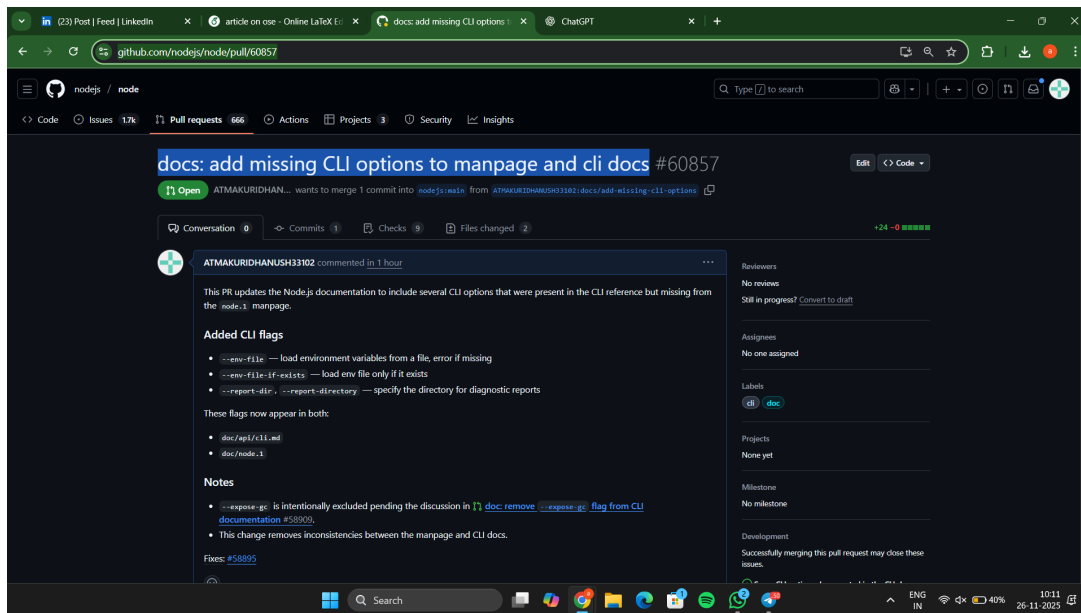 (23) Post | Feed | LinkedIn
article on ose - Online LaTeX Ed
docs: add missing CLI options t
ChatGPT
github.com/nodejs/node/pull/60857
nodejs / node
Type / to search
<> Code
Issues 1.7k
Pull requests 666
Actions
Projects 3
Security
Insights
docs: add missing CLI options to manpage and cli docs #60857
Edit
<> Code
Open
ATMAKURIDHAN... wants to merge 1 commit into nodejs:main from ATMAKURIDHANUSH33102:docs/add-missing-cli-options
Conversation 0
Commits 1
Checks 9
Files changed 2
+24 −0
ATMAKURIDHANUSH33102 commented in 1 hour
This PR updates the Node.js documentation to include several CLI options that were present in the CLI reference but missing from
the node.1 manpage.
Added CLI flags
• --env-file — load environment variables from a file, error if missing
• --env-file-if-exists — load env file only if it exists
• --report-dir, --report-directory — specify the directory for diagnostic reports
These flags now appear in both:
• doc/api/cli.md
• doc/node.1
Notes
• --expose-gc is intentionally excluded pending the discussion in doc: remove --expose-gc flag from CLI
documentation #58909.
• This change removes inconsistencies between the manpage and CLI docs.
Fixes: #58895
Reviewers
No reviews
Still in progress? Convert to draft
Assignees
No one assigned
Labels
cli doc
Projects
None yet
Milestone
No milestone
Development
Successfully merging this pull request may close these
issues.
Search
ENG
IN
40%
10:11
26-11-2025